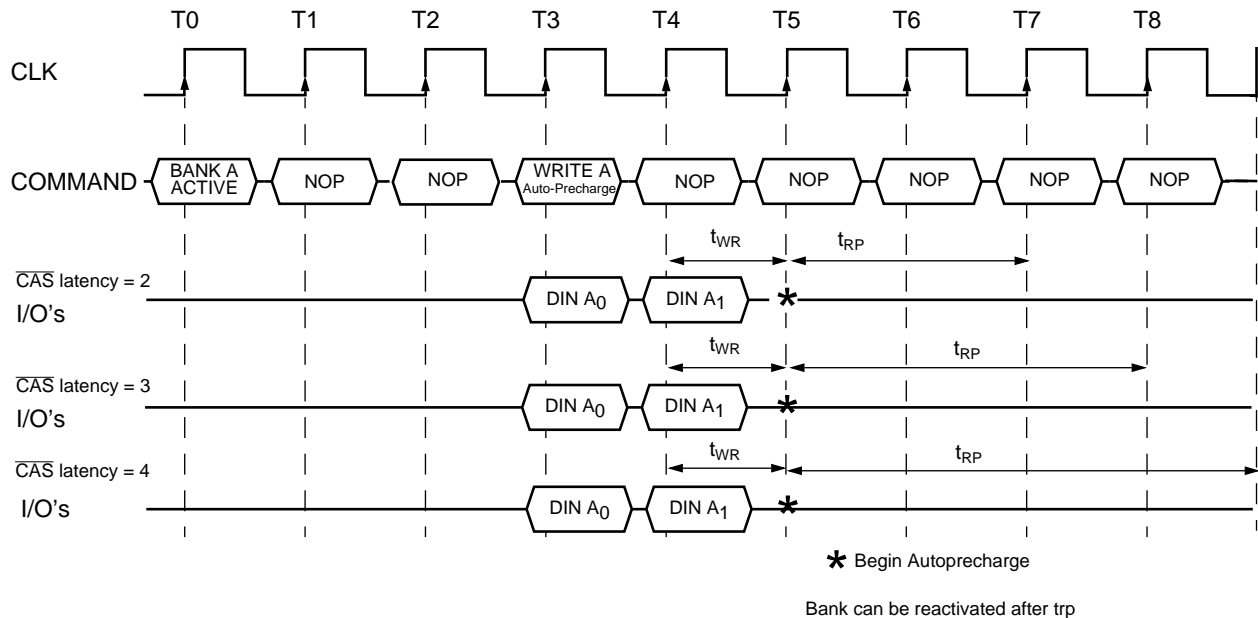 T0 T1 T2 T3 T4 T5 T6 T7 T8
CLK
COMMAND
BANK A
ACTIVE
NOP
NOP
WRITE A
Auto-Precharge
NOP
NOP
NOP
NOP
NOP
tWR
tRP
CAS latency = 2
I/O's
DIN A0
DIN A1
*
tWR
tRP
CAS latency = 3
I/O's
DIN A0
DIN A1
*
tWR
tRP
CAS latency = 4
I/O's
DIN A0
DIN A1
*
* Begin Autoprecharge
Bank can be reactivated after trp